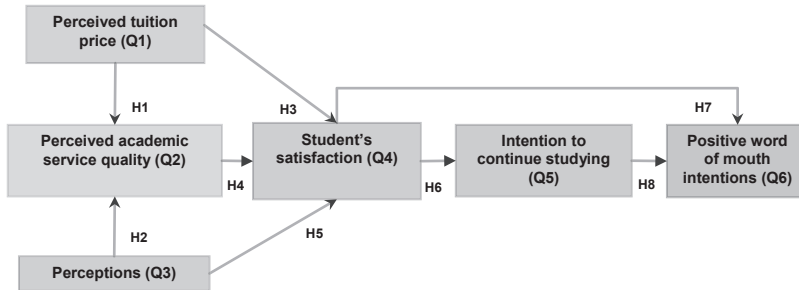 Perceived tuition
price (Q1)
H1
H3
H7
Perceived academic
service quality (Q2)
Student's
satisfaction (Q4)
Intention to
continue studying
(Q5)
Positive word
of mouth
intentions (Q6)
H4
H6
H8
H2
H5
Perceptions (Q3)